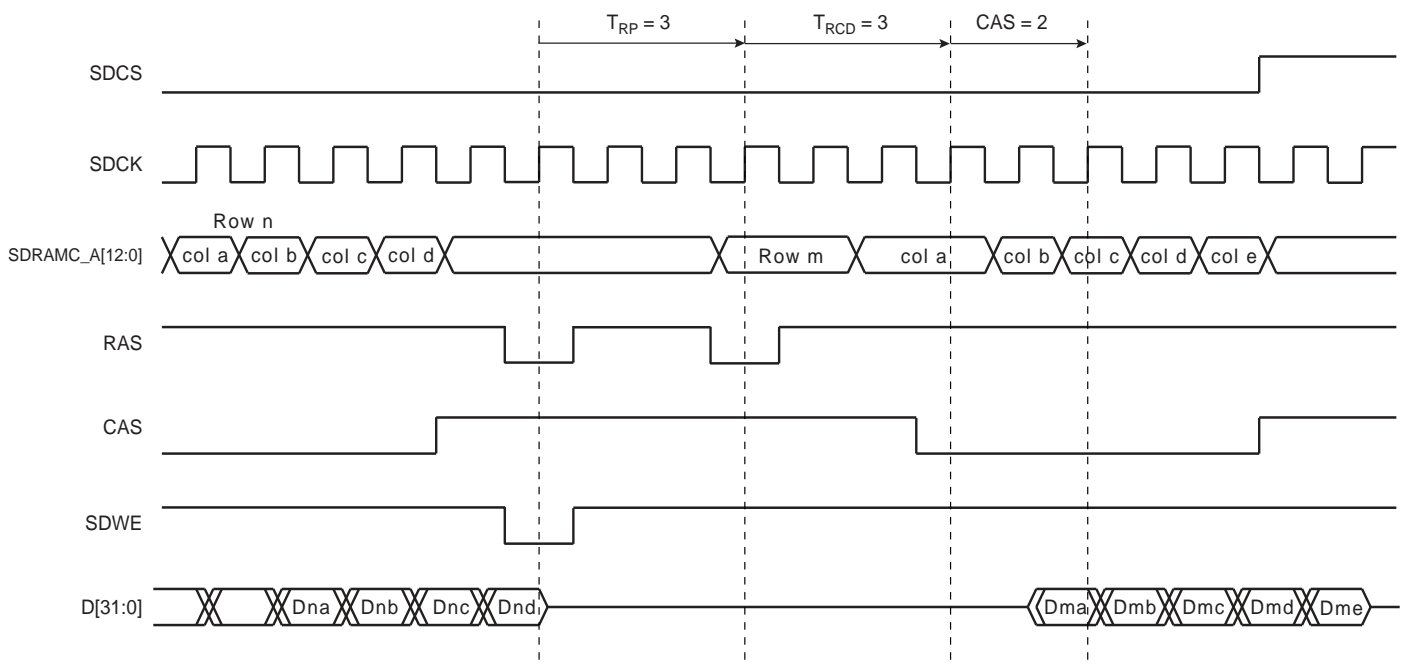 T_RP = 3 T_RCD = 3 CAS = 2
SDCS
SDCK
Row n
SDRAMC_A[12:0] col a col b col c col d Row m col a col b col c col d col e
RAS
CAS
SDWE
D[31:0] Dna Dnb Dnc Dnd Dma Dmb Dmc Dmd Dme